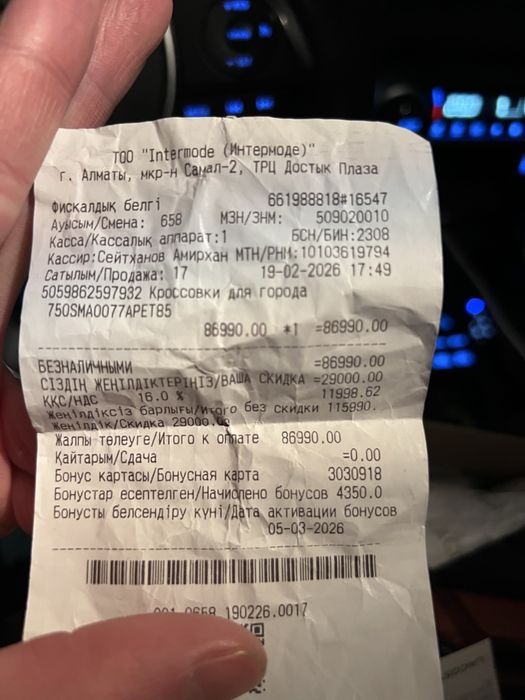 ТОО "Intermode (Интермоде)"
г. Алматы, мкр-н Самал-2, ТРЦ Достык Плаза
Фискалдық белгі 661988818#16547
Ауысым/Смена: 658 МЗН/ЗНМ: 509020010
Касса/Кассалық аппарат:1 БСН/БИН:2308
Кассир:Сейтханов Амирхан МТН/РНМ:10103619794
Сатылым/Продажа: 17 19-02-2026 17:49
5059862597932 Кроссовки для города
750SMA0077APET85
86990.00 *1 =86990.00
БЕЗНАЛИЧНЫМИ =86990.00
СІЗДІҢ ЖЕҢІЛДІКТЕРІҢІЗ/ВАША СКИДКА =29000.00
ҚҚС/НДС 16.0 % 11998.62
Жеңілдіксіз барлығы/Итого без скидки 115990.
Жеңілдік/Скидка 29000.00
Жалпы төлеуге/Итого к оплате 86990.00
Қайтарым/Сдача =0.00
Бонус картасы/Бонусная карта 3030918
Бонустар есептелген/Начислено бонусов 4350.0
Бонусты белсендіру күні/Дата активации бонусов
05-03-2026
001 0658 190226.0017